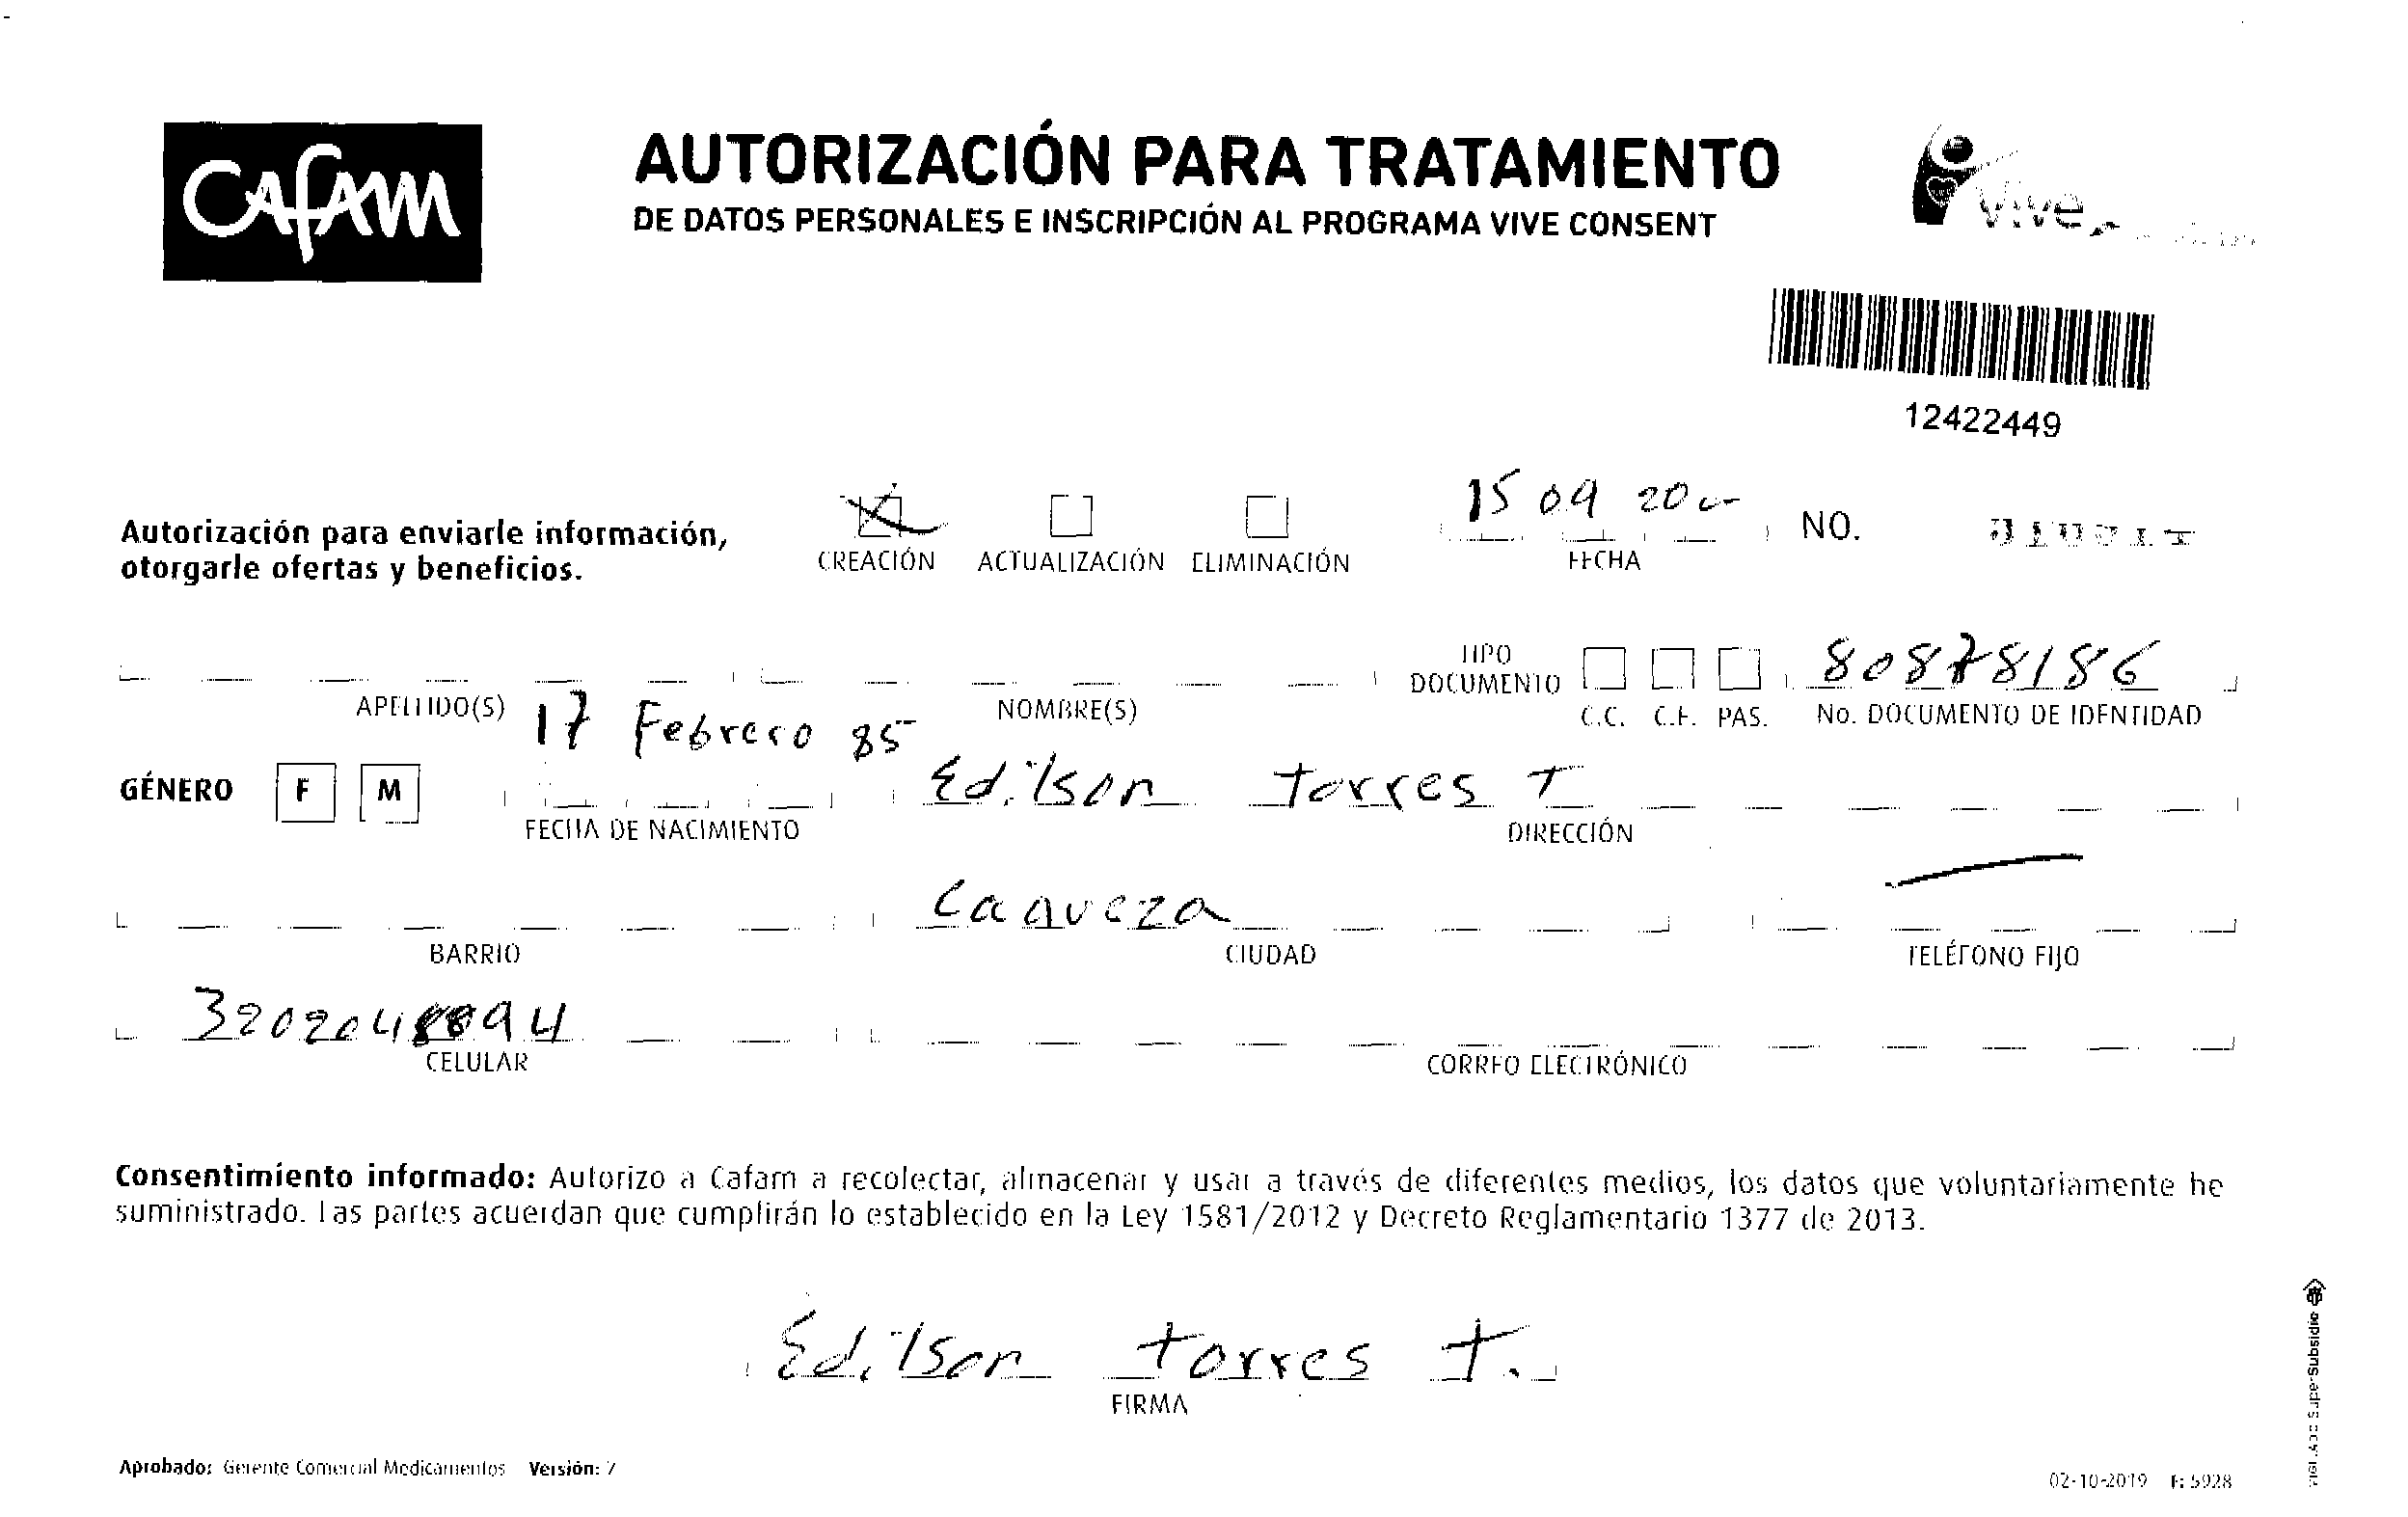 Cafam
AUTORIZACIÓN PARA TRATAMIENTO
DE DATOS PERSONALES E INSCRIPCIÓN AL PROGRAMA VIVE CONSENT
Vive
12422449
Autorización para enviarle información,
otorgarle ofertas y beneficios.
CREACIÓN ACTUALIZACIÓN ELIMINACIÓN
15 09 20
FECHA
NO.
APELLIDO(S) NOMBRE(S)
TIPO DOCUMENTO C.C. C.E. PAS.
80878186
No. DOCUMENTO DE IDENTIDAD
17 Febrero 85
GÉNERO F M
FECHA DE NACIMIENTO
Edilson Torres T
DIRECCIÓN
Caqueza
BARRIO CIUDAD TELÉFONO FIJO
3202048894
CELULAR CORREO ELECTRÓNICO
Consentimiento informado: Autorizo a Cafam a recolectar, almacenar y usar a través de diferentes medios, los datos que voluntariamente he
suministrado. Las partes acuerdan que cumplirán lo establecido en la Ley 1581/2012 y Decreto Reglamentario 1377 de 2013.
Edilson Torres T.
FIRMA
Aprobado: Gerente Comercial Medicamentos Versión: 7
02-10-2019 F: 5928
SuperSubsidio